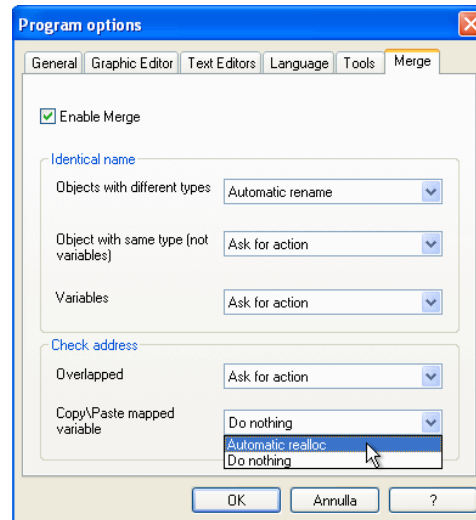 Program options
General Graphic Editor Text Editors Language Tools Merge
Enable Merge
Identical name
Objects with different types Automatic rename
Object with same type (not
variables) Ask for action
Variables Ask for action
Check address
Overlapped Ask for action
Copy\Paste mapped
variable Do nothing
Automatic realloc
Do nothing
OK Annulla ?